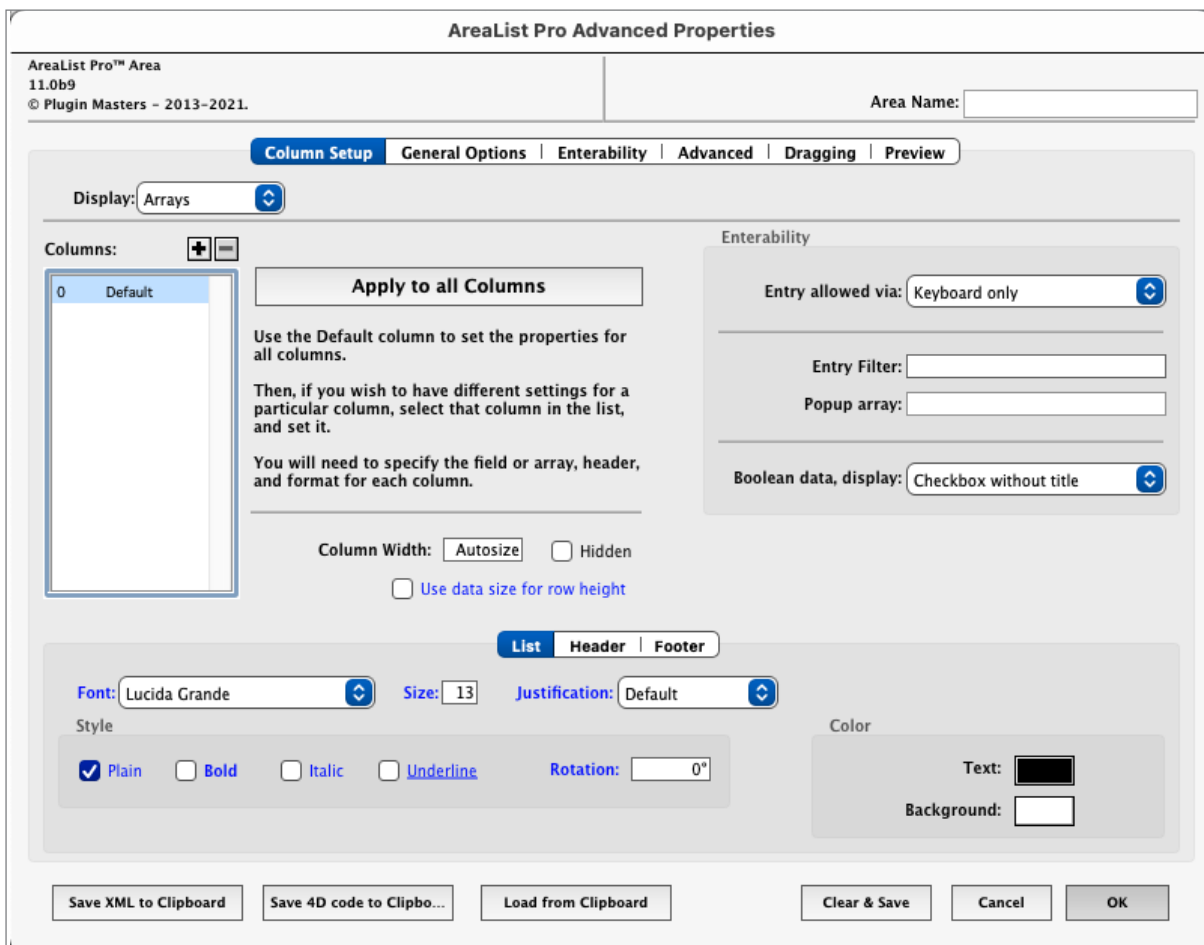 AreaList Pro Advanced Properties
AreaList Pro™ Area
11.0b9
© Plugin Masters - 2013-2021.
Area Name:
Column Setup General Options Enterability Advanced Dragging Preview
Display: Arrays
Columns:
0 Default
Apply to all Columns
Use the Default column to set the properties for
all columns.
Then, if you wish to have different settings for a
particular column, select that column in the list,
and set it.
You will need to specify the field or array, header,
and format for each column.
Column Width: Autosize Hidden
Use data size for row height
Enterability
Entry allowed via: Keyboard only
Entry Filter:
Popup array:
Boolean data, display: Checkbox without title
List Header Footer
Font: Lucida Grande Size: 13 Justification: Default
Style
Plain Bold Italic Underline Rotation: 0°
Color
Text:
Background:
Save XML to Clipboard Save 4D code to Clipbo... Load from Clipboard Clear & Save Cancel OK